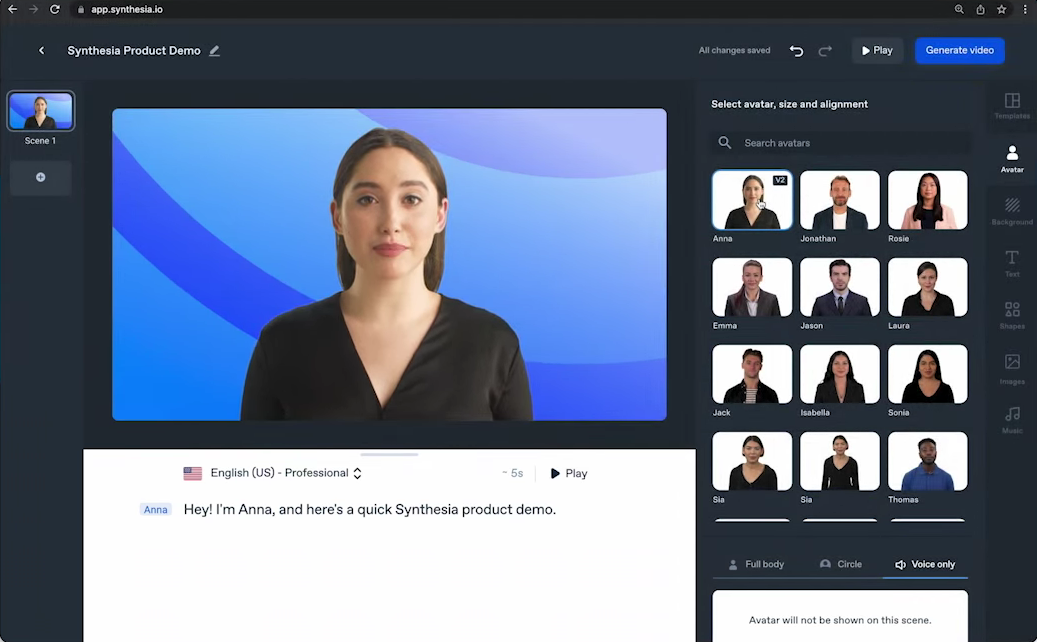 app.synthesia.io
Synthesia Product Demo
All changes saved
Play
Generate video
Scene 1
Select avatar, size and alignment
Search avatars
V2
Anna
Jonathan
Rosie
Emma
Jason
Laura
Jack
Isabella
Sonia
Sia
Sia
Thomas
Full body
Circle
Voice only
Avatar will not be shown on this scene.
Templates
Avatar
Background
Text
Shapes
Images
Music
English (US) - Professional
~ 5s
Play
Anna Hey! I'm Anna, and here's a quick Synthesia product demo.